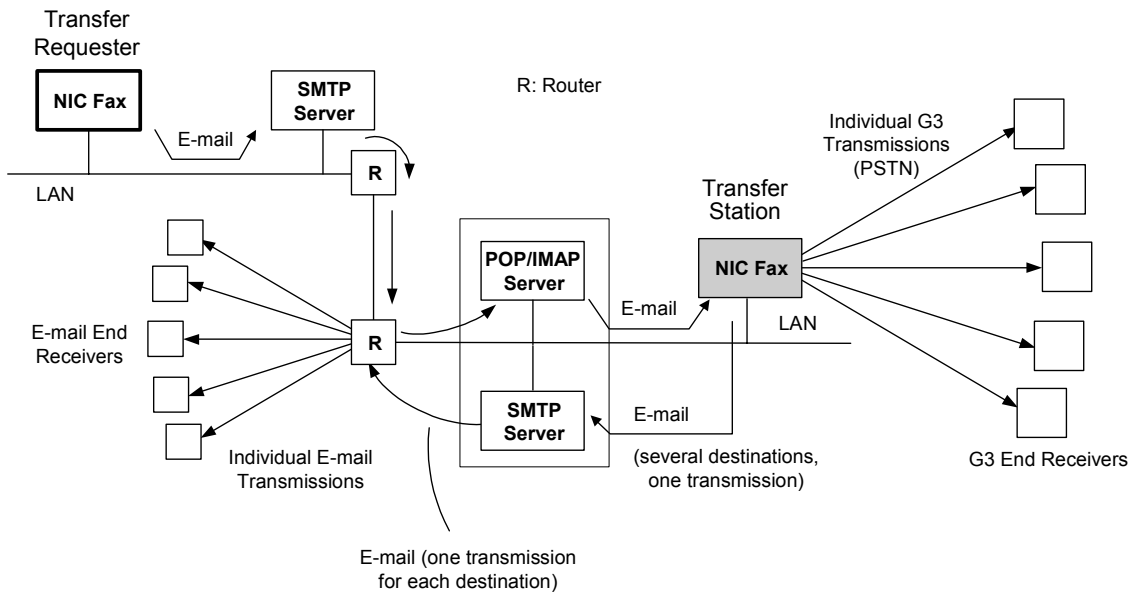 Transfer
Requester
NIC Fax
SMTP
Server
R: Router
E-mail
R
LAN
Individual G3
Transmissions
(PSTN)
Transfer
Station
NIC Fax
POP/IMAP
Server
E-mail
LAN
E-mail End
Receivers
R
SMTP
Server
E-mail
(several destinations,
one transmission)
Individual E-mail
Transmissions
G3 End Receivers
E-mail (one transmission
for each destination)